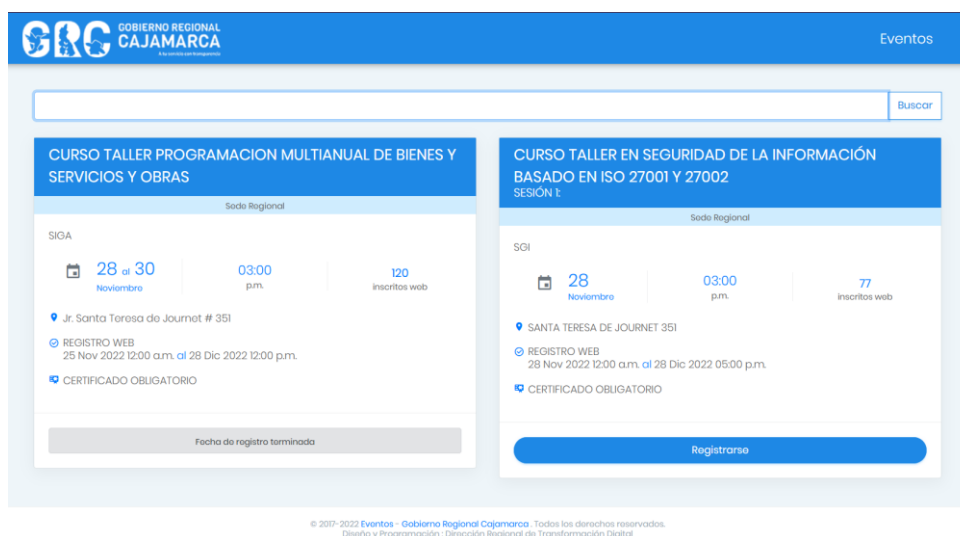 GRC GOBIERNO REGIONAL
CAJAMARCA
Eventos
Buscar
CURSO TALLER PROGRAMACION MULTIANUAL DE BIENES Y
SERVICIOS Y OBRAS
Sede Regional
SIGA
28 al 30
Noviembre
03:00
p.m.
120
inscritos web
Jr. Santa Teresa de Journet # 351
REGISTRO WEB
25 Nov 2022 12:00 a.m. al 28 Dic 2022 12:00 p.m.
CERTIFICADO OBLIGATORIO
Fecha de registro terminada
CURSO TALLER EN SEGURIDAD DE LA INFORMACIÓN
BASADO EN ISO 27001 Y 27002
SESIÓN 1:
Sede Regional
SGI
28
Noviembre
03:00
p.m.
77
inscritos web
SANTA TERESA DE JOURNET 351
REGISTRO WEB
28 Nov 2022 12:00 a.m. al 28 Dic 2022 05:00 p.m.
CERTIFICADO OBLIGATORIO
Registrarse
© 2017-2022 Eventos - Gobierno Regional Cajamarca. Todos los derechos reservados.
Diseño y Programación : Dirección Regional de Transformación Digital